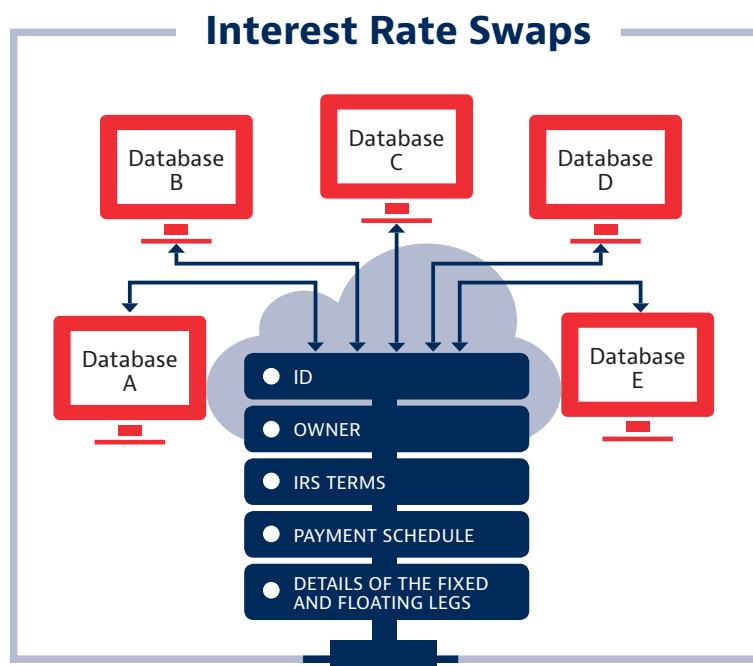 Interest Rate Swaps
Database
B
Database
C
Database
D
Database
A
Database
E
ID
OWNER
IRS TERMS
PAYMENT SCHEDULE
DETAILS OF THE FIXED
AND FLOATING LEGS